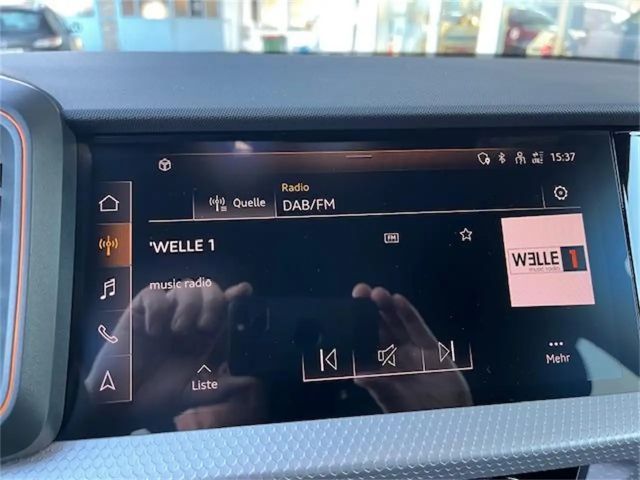 15:37
Quelle
Radio
DAB/FM
'WELLE 1
FM
music radio
WELLE 1
music radio
Liste
Mehr